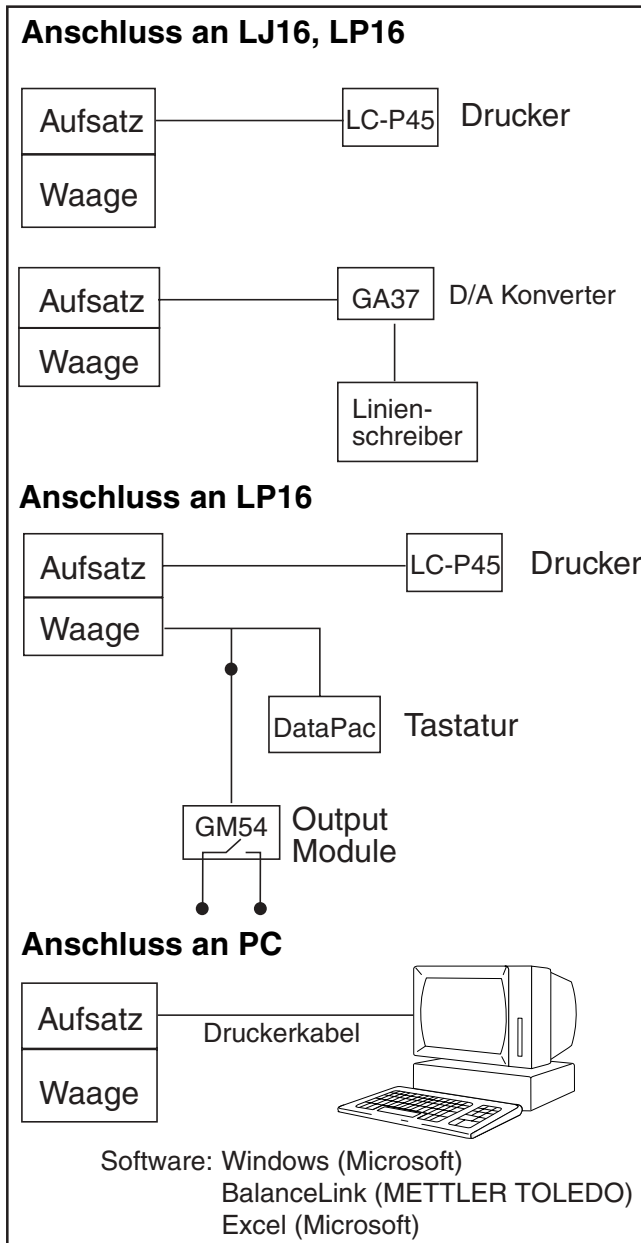 Anschluss an LJ16, LP16
Aufsatz
LC-P45 Drucker
Waage
Aufsatz
GA37 D/A Konverter
Waage
Linien-
schreiber
Anschluss an LP16
Aufsatz
LC-P45 Drucker
Waage
DataPac Tastatur
GM54 Output
Module
Anschluss an PC
Aufsatz
Druckerkabel
Waage
Software: Windows (Microsoft)
BalanceLink (METTLER TOLEDO)
Excel (Microsoft)